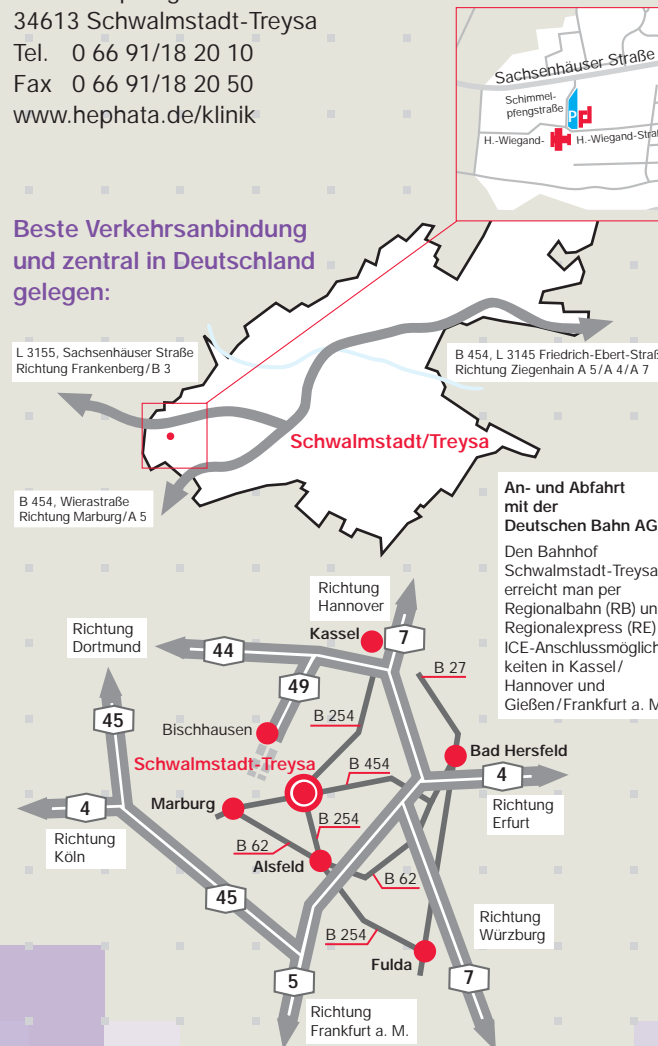 34613 Schwalmstadt-Treysa
Tel. 0 66 91/18 20 10
Fax 0 66 91/18 20 50
www.hephata.de/klinik
Sachsenhäuser Straße
Schimmel-
pfengstraße
P
H.-Wiegand-
H.-Wiegand-Straß
Beste Verkehrsanbindung
und zentral in Deutschland
gelegen:
L 3155, Sachsenhäuser Straße
Richtung Frankenberg/B 3
B 454, L 3145 Friedrich-Ebert-Straß
Richtung Ziegenhain A 5/A 4/A 7
Schwalmstadt/Treysa
B 454, Wierastraße
Richtung Marburg/A 5
An- und Abfahrt
mit der
Deutschen Bahn AG
Den Bahnhof
Schwalmstadt-Treysa
erreicht man per
Regionalbahn (RB) un
Regionalexpress (RE)
ICE-Anschlussmöglich
keiten in Kassel/
Hannover und
Gießen/Frankfurt a. M
Richtung
Hannover
Kassel
7
Richtung
Dortmund
44
49
B 27
45
B 254
Bischhausen
Schwalmstadt-Treysa
B 454
Bad Hersfeld
4
Richtung
Erfurt
4
Richtung
Köln
Marburg
B 254
B 62
Alsfeld
B 62
45
B 254
Richtung
Würzburg
Fulda
7
5
Richtung
Frankfurt a. M.